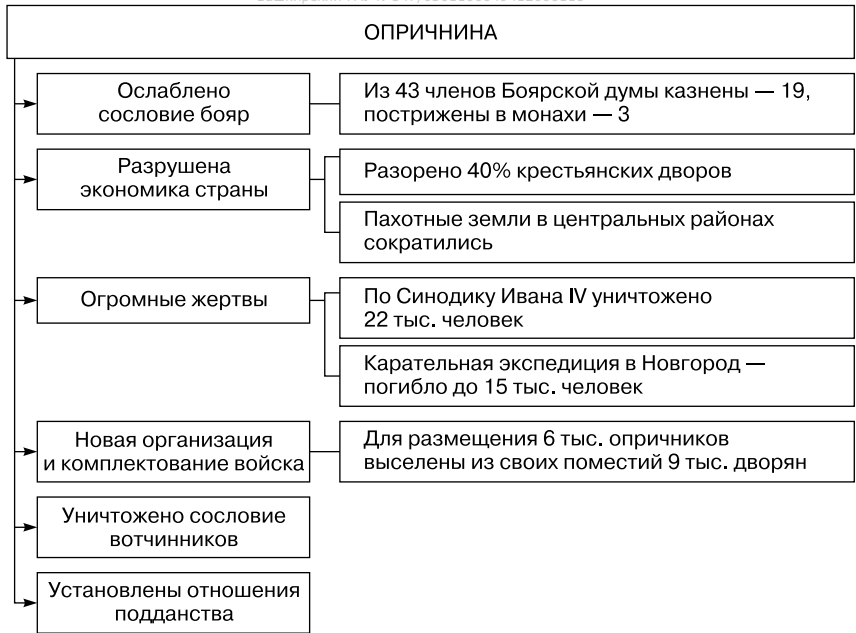 ОПРИЧНИНА
Ослаблено
сословие бояр
Из 43 членов Боярской думы казнены — 19,
пострижены в монахи — 3
Разрушена
экономика страны
Разорено 40% крестьянских дворов
Пахотные земли в центральных районах
сократились
Огромные жертвы
По Синодику Ивана IV уничтожено
22 тыс. человек
Карательная экспедиция в Новгород —
погибло до 15 тыс. человек
Новая организация
и комплектование войска
Для размещения 6 тыс. опричников
выселены из своих поместий 9 тыс. дворян
Уничтожено сословие
вотчинников
Установлены отношения
подданства